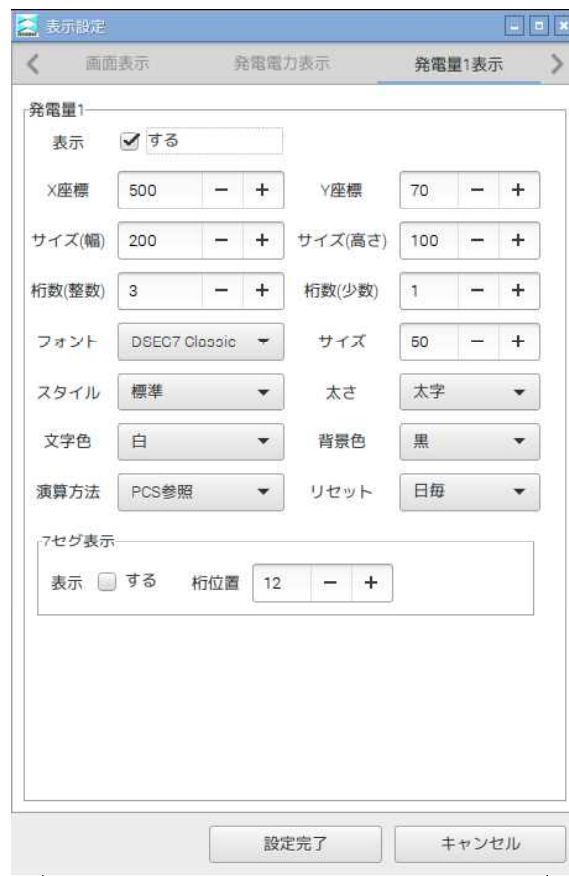 表示設定
画面表示 発電電力表示 発電量1表示
発電量1
表示 する
X座標 500 − + Y座標 70 − +
サイズ(幅) 200 − + サイズ(高さ) 100 − +
桁数(整数) 3 − + 桁数(少数) 1 − +
フォント DSEG7 Classic サイズ 50 − +
スタイル 標準 太さ 太字
文字色 白 背景色 黒
演算方法 PCS参照 リセット 日毎
7セグ表示
表示 する 桁位置 12 − +
設定完了 キャンセル